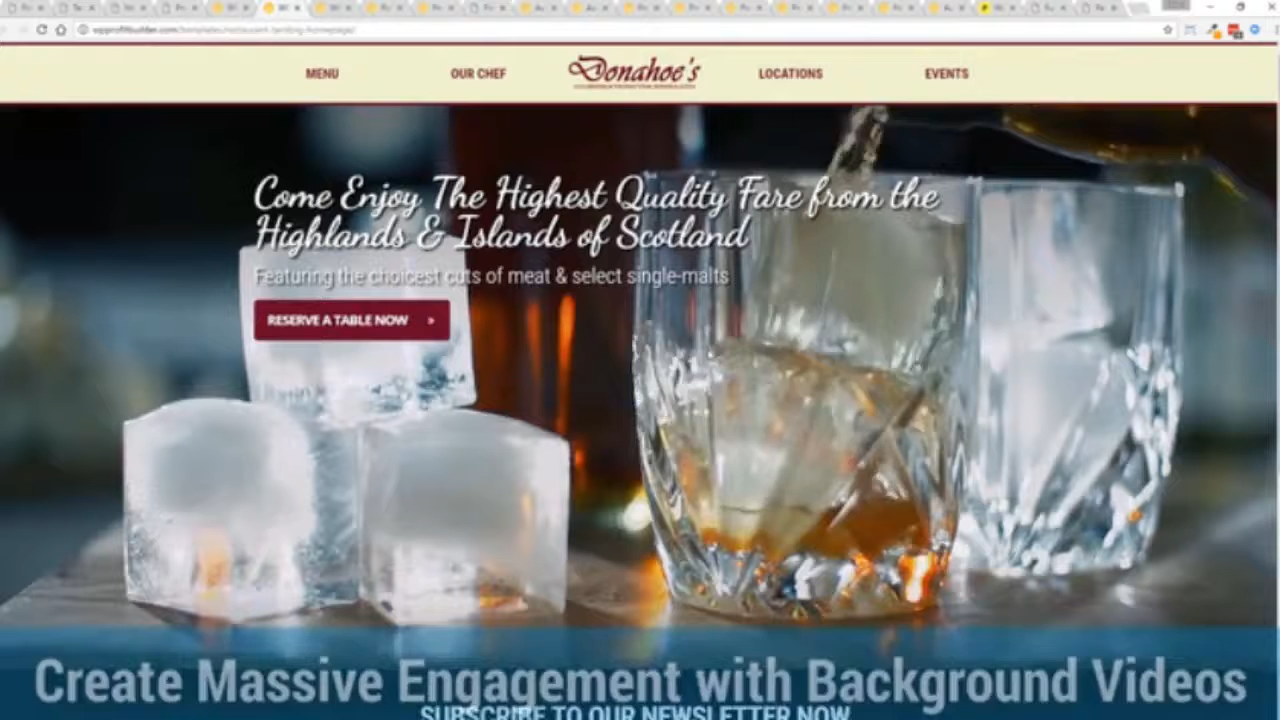 MENU
OUR CHEF
Donahoe's
LOCATIONS
EVENTS
Come Enjoy The Highest Quality Fare from the
Highlands & Islands of Scotland
Featuring the choicest cuts of meat & select single-malts
RESERVE A TABLE NOW »
Create Massive Engagement with Background Videos
SUBSCRIBE TO OUR NEWSLETTER NOW